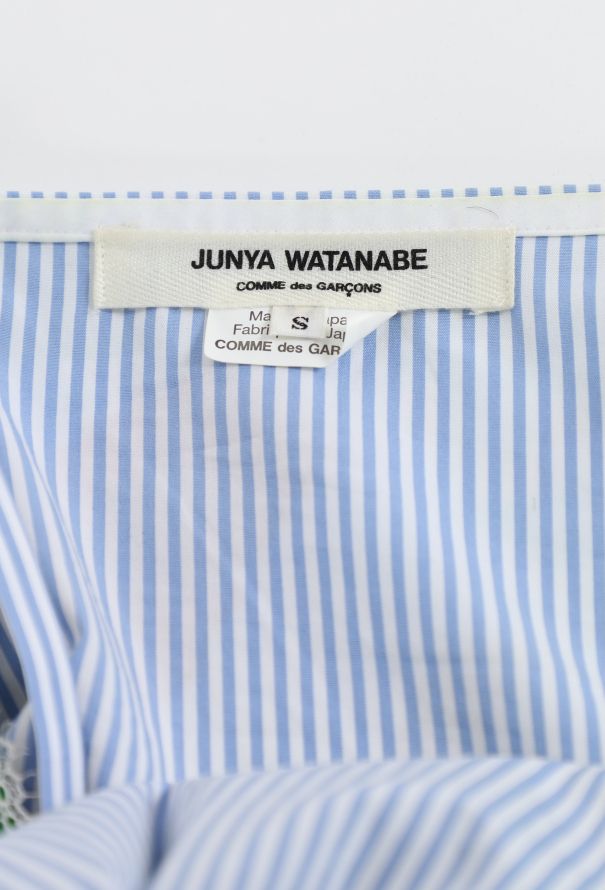 JUNYA WATANABE
COMME des GARÇONS
S
COMME des GAR